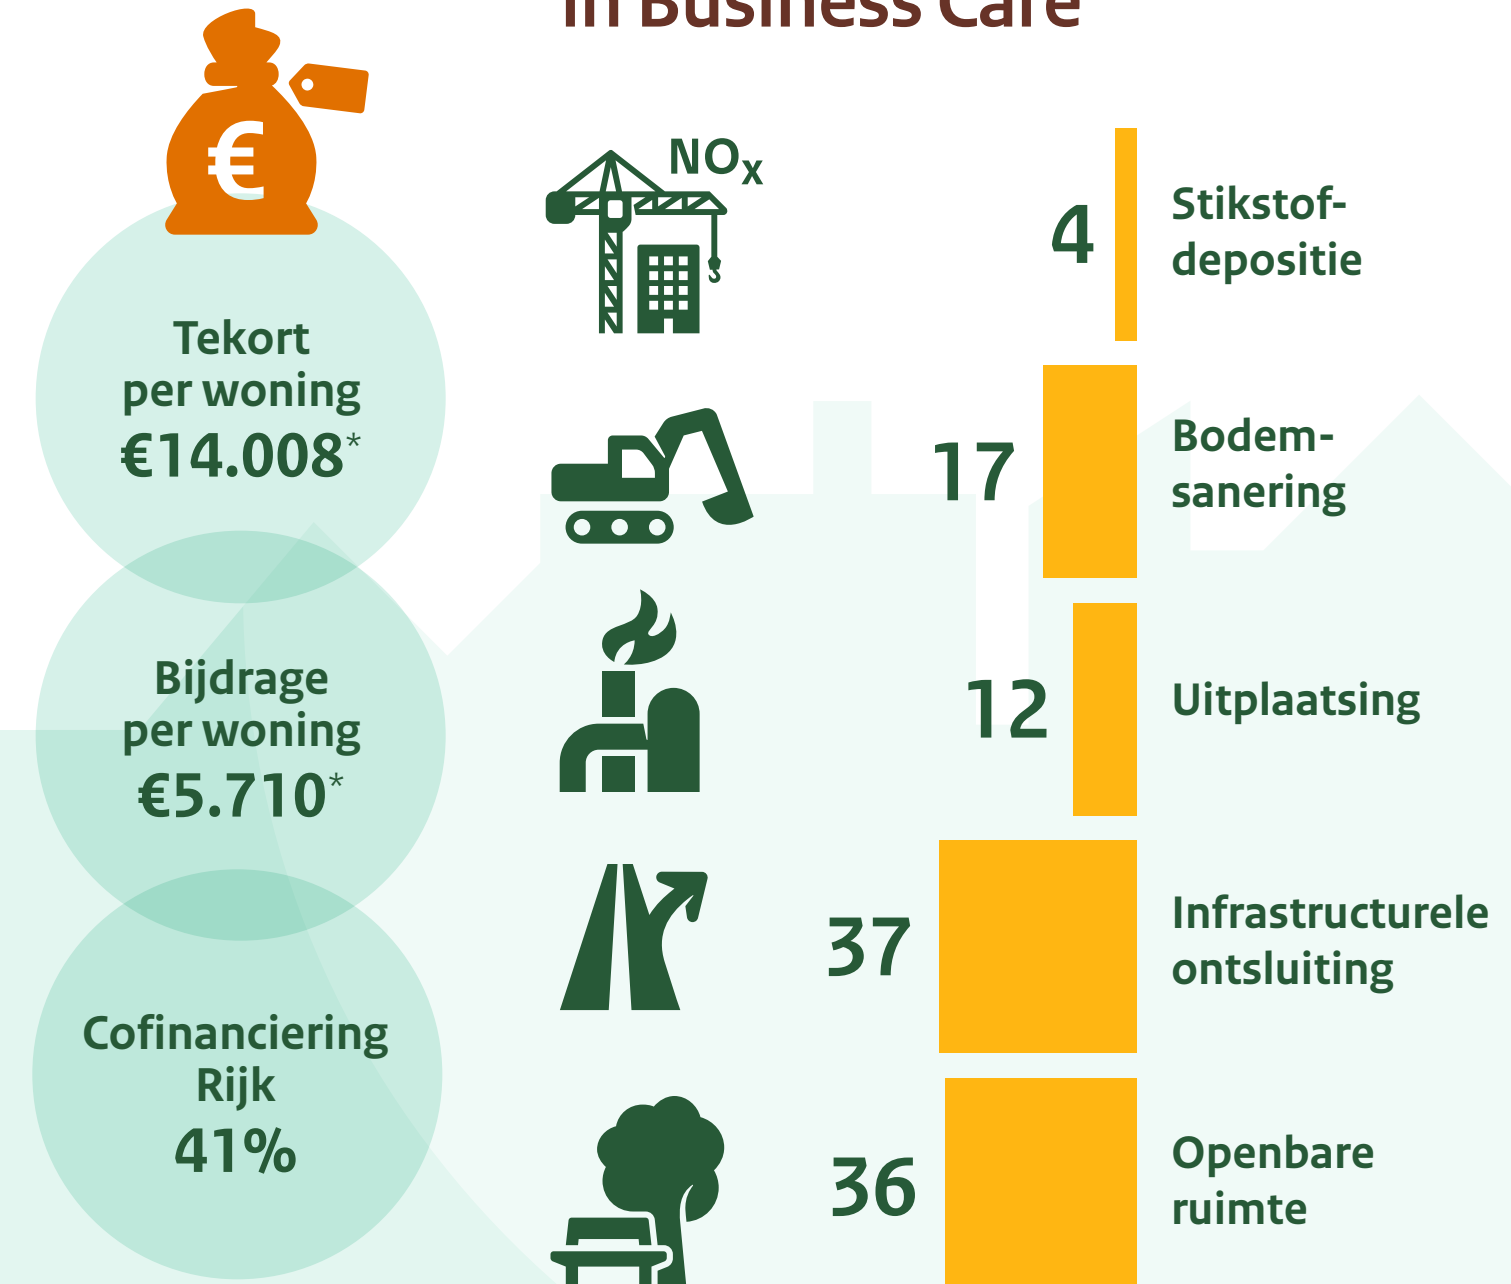 in Business Care
€
Tekort
per woning
€14.008*
Bijdrage
per woning
€5.710*
Cofinanciering
Rijk
41%
NOx
4
Stikstof-
depositie
17
Bodem-
sanering
12
Uitplaatsing
37
Infrastructurele
ontsluiting
36
Openbare
ruimte